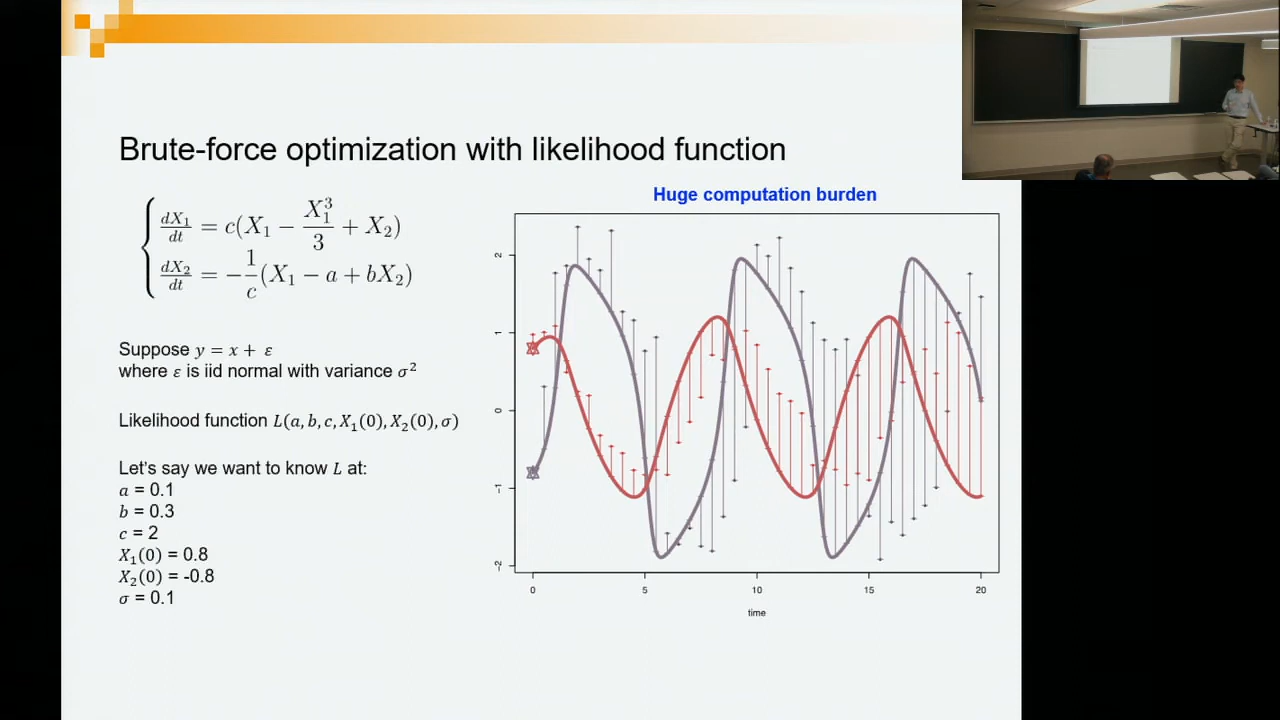 Brute-force optimization with likelihood function
Huge computation burden
dX₁/dt = c(X₁ − X₁³/3 + X₂)
dX₂/dt = −1/c(X₁ − a + bX₂)
Suppose y = x + ε
where ε is iid normal with variance σ²
Likelihood function L(a, b, c, X₁(0), X₂(0), σ)
Let's say we want to know L at:
a = 0.1
b = 0.3
c = 2
X₁(0) = 0.8
X₂(0) = -0.8
σ = 0.1
2
1
0
-1
-2
0 5 10 15 20
time